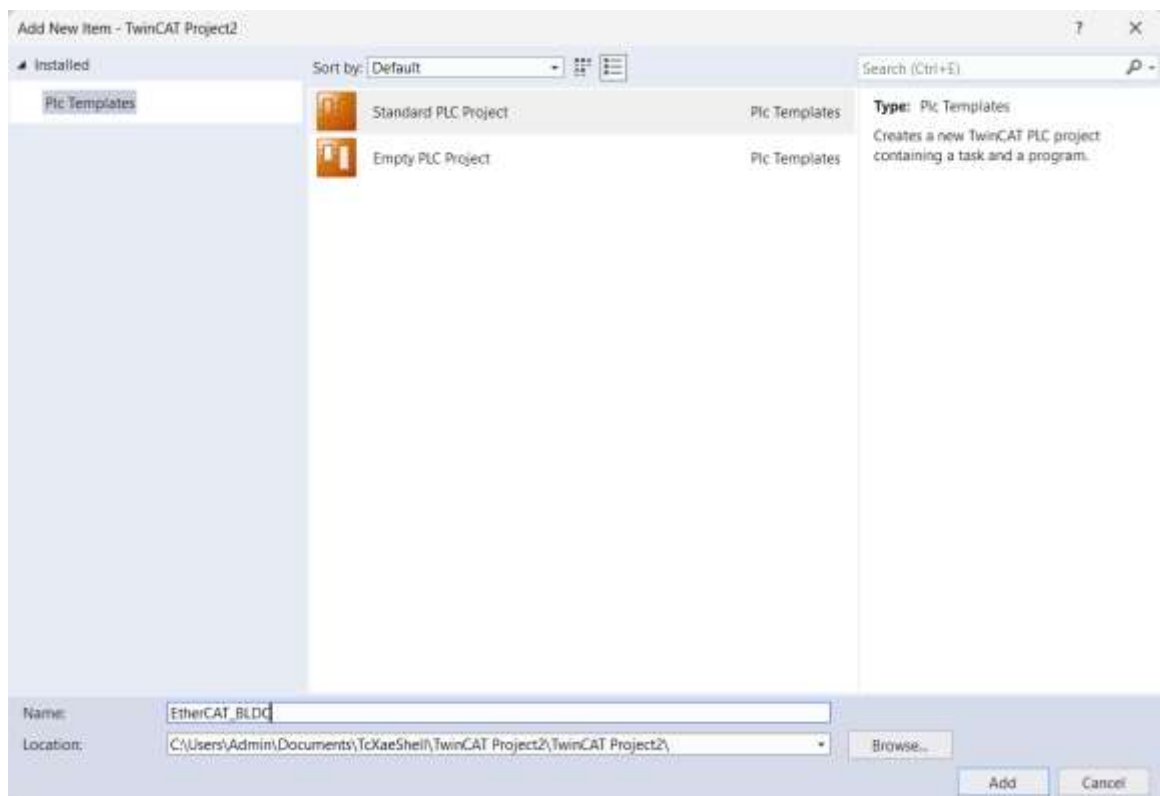 Add New Item - TwinCAT Project2
? ×
Installed
Sort by: Default
Search (Ctrl+E)
Plc Templates
Standard PLC Project Plc Templates
Type: Plc Templates
Creates a new TwinCAT PLC project
containing a task and a program.
Empty PLC Project Plc Templates
Name: EtherCAT_BLDC
Location: C:\Users\Admin\Documents\TcXaeShell\TwinCAT Project2\TwinCAT Project2\
Browse...
Add Cancel